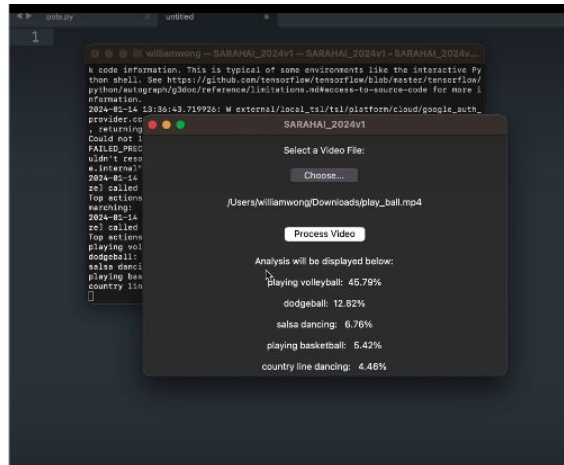 pola.py
untitled
1
williamwong — SARAHAI_2024v1 — SARAHAI_2024v1 • SARAHAI_2024v...
k code information. This is typical of some environments like the interactive Py
thon shell. See https://github.com/tensorflow/tensorflow/blob/master/tensorflow/
python/autograph/g3doc/reference/limitations.md#access-to-source-code for more i
nformation.
2024-01-14 13:36:43.719926: W external/local_tsl/tsl/platform/cloud/google_auth_
provider.cc
, returning
Could not l
FAILED_PREC
uldn't reso
e.internal"
2024-01-14
ze] called
Top actions
marching:
2024-01-14
ze] called
Top actions
playing vol
dodgeball:
salsa danci
playing bas
country lin
SARAHAI_2024v1
Select a Video File:
Choose...
/Users/williamwong/Downloads/play_ball.mp4
Process Video
Analysis will be displayed below:
playing volleyball: 45.79%
dodgeball: 12.82%
salsa dancing: 6.76%
playing basketball: 5.42%
country line dancing: 4.46%